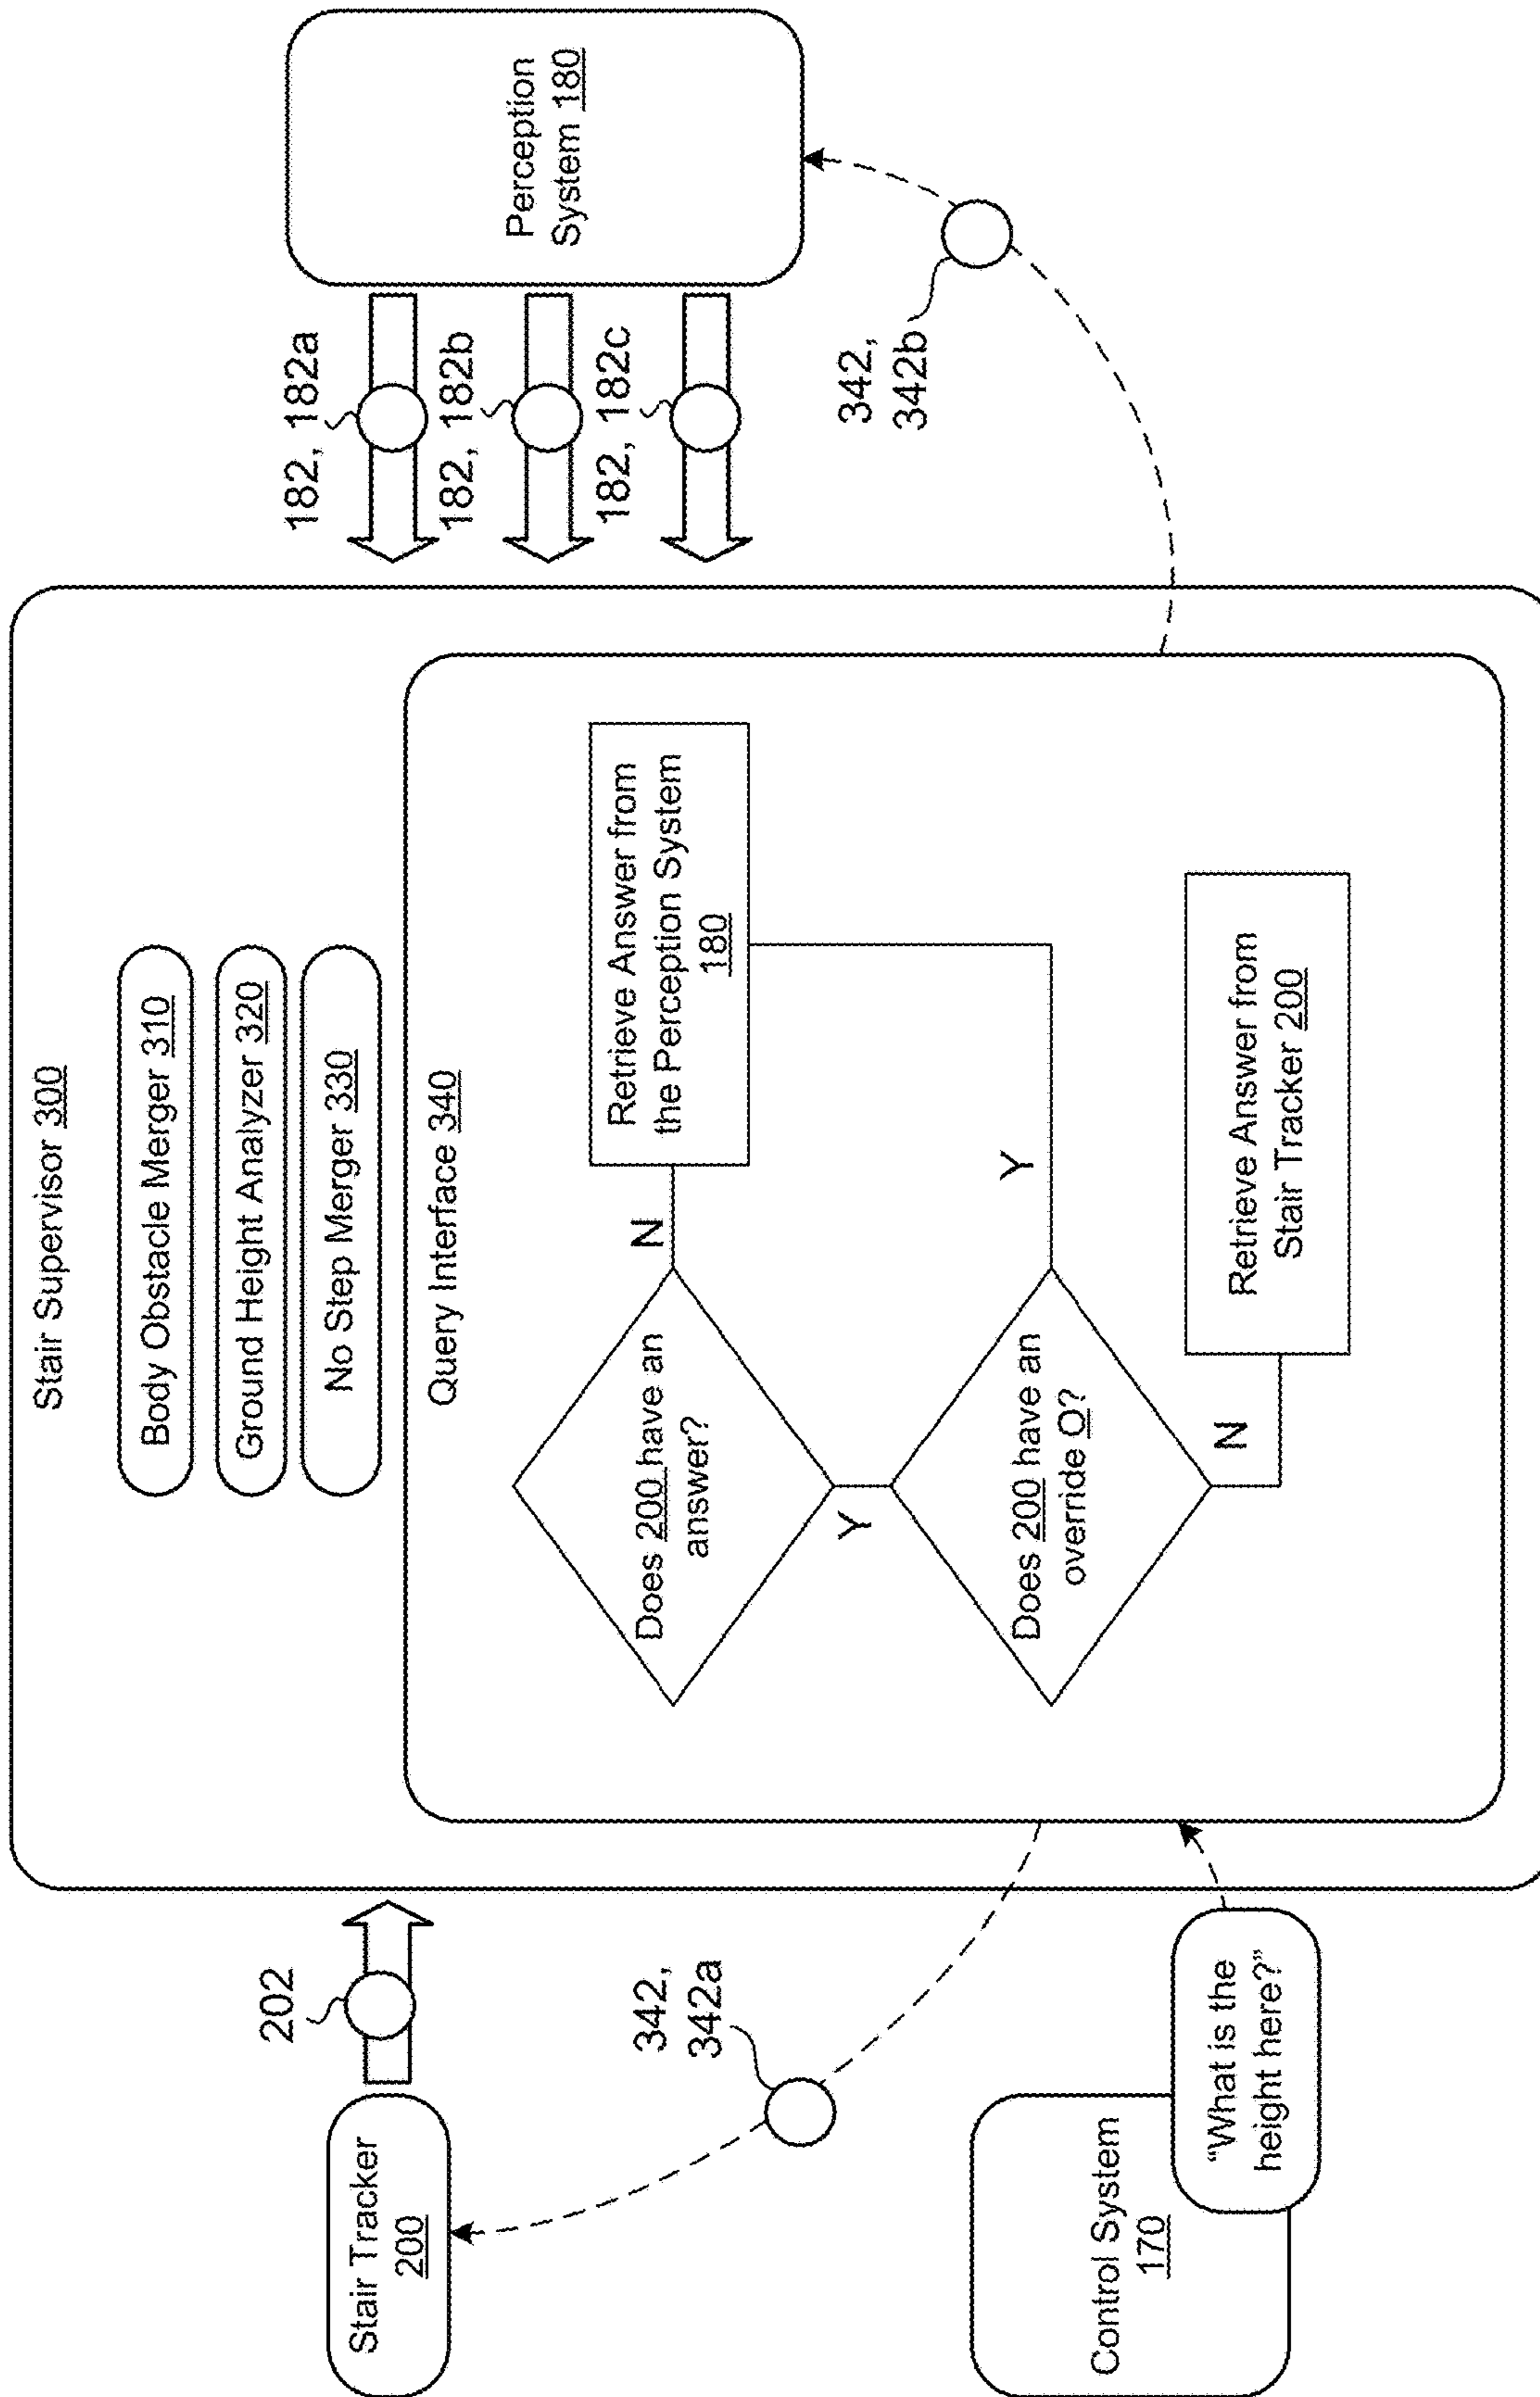 Stair Supervisor 300
Body Obstacle Merger 310
Ground Height Analyzer 320
No Step Merger 330
Query Interface 340
Does 200 have an
answer?
N
Retrieve Answer from
the Perception System
180
Y
Does 200 have an
override O?
Y
N
Retrieve Answer from
Stair Tracker 200
Stair Tracker
200
202
342,
342a
Control System
170
"What is the
height here?"
Perception
System 180
182, 182a
182, 182b
182, 182c
342,
342b